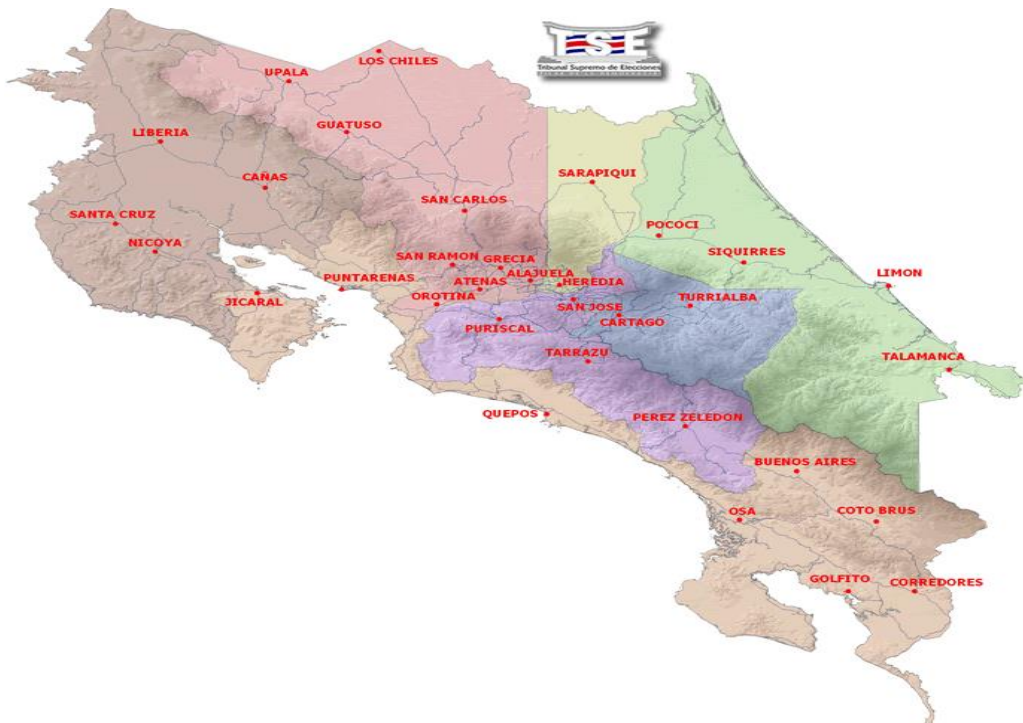 TSE
Tribunal Supremo de Elecciones
LOS CHILES
UPALA
GUATUSO
LIBERIA
SARAPIQUI
CAÑAS
SAN CARLOS
SANTA CRUZ
POCOCI
NICOYA
SIQUIRRES
SAN RAMON
GRECIA
ALAJUELA
LIMON
PUNTARENAS
ATENAS
HEREDIA
JICARAL
OROTINA
SAN JOSE
TURRIALBA
PURISCAL
CARTAGO
TARRAZU
TALAMANCA
QUEPOS
PEREZ ZELEDON
BUENOS AIRES
OSA
COTO BRUS
GOLFITO
CORREDORES